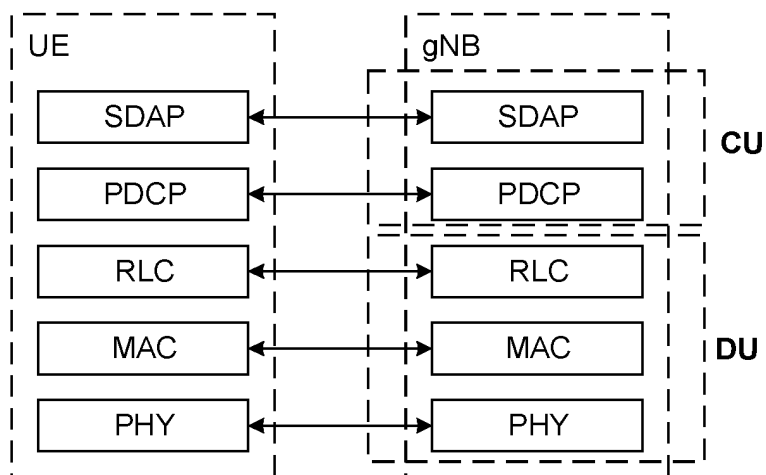 UE
gNB
SDAP
SDAP
CU
PDCP
PDCP
RLC
RLC
MAC
MAC
DU
PHY
PHY